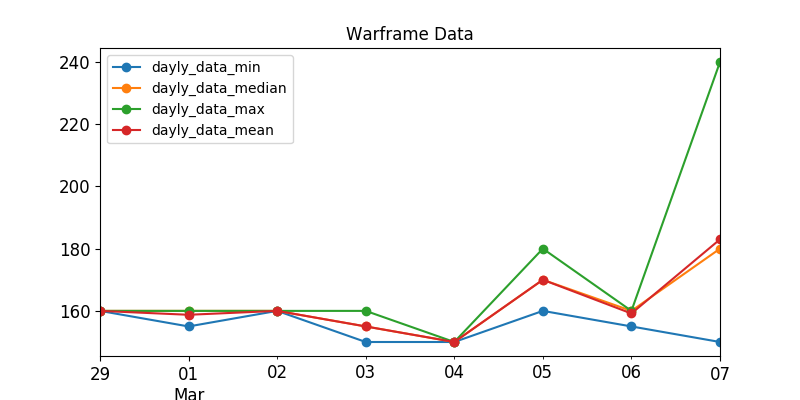 Warframe Data
dayly_data_min
dayly_data_median
dayly_data_max
dayly_data_mean
240
220
200
180
160
29 01 02 03 04 05 06 07
Mar